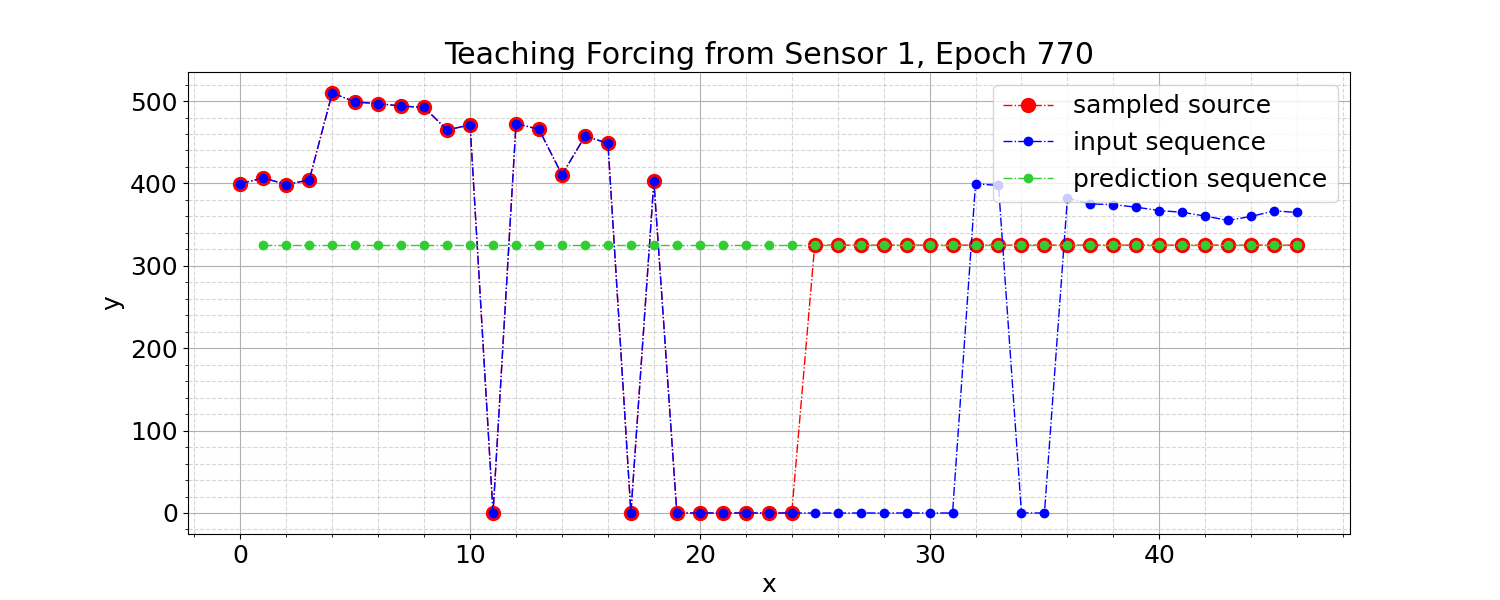 Teaching Forcing from Sensor 1, Epoch 770
500
400
300
200
100
0
y
sampled source
input sequence
prediction sequence
0 10 20 30 40
x